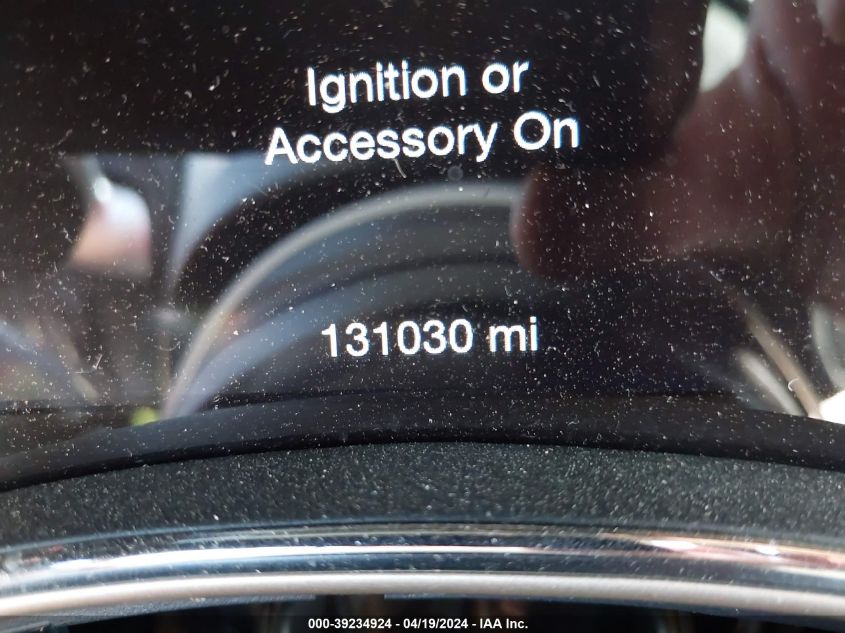 Ignition or
Accessory On
131030 mi
000-39234924 - 04/19/2024 - IAA Inc.